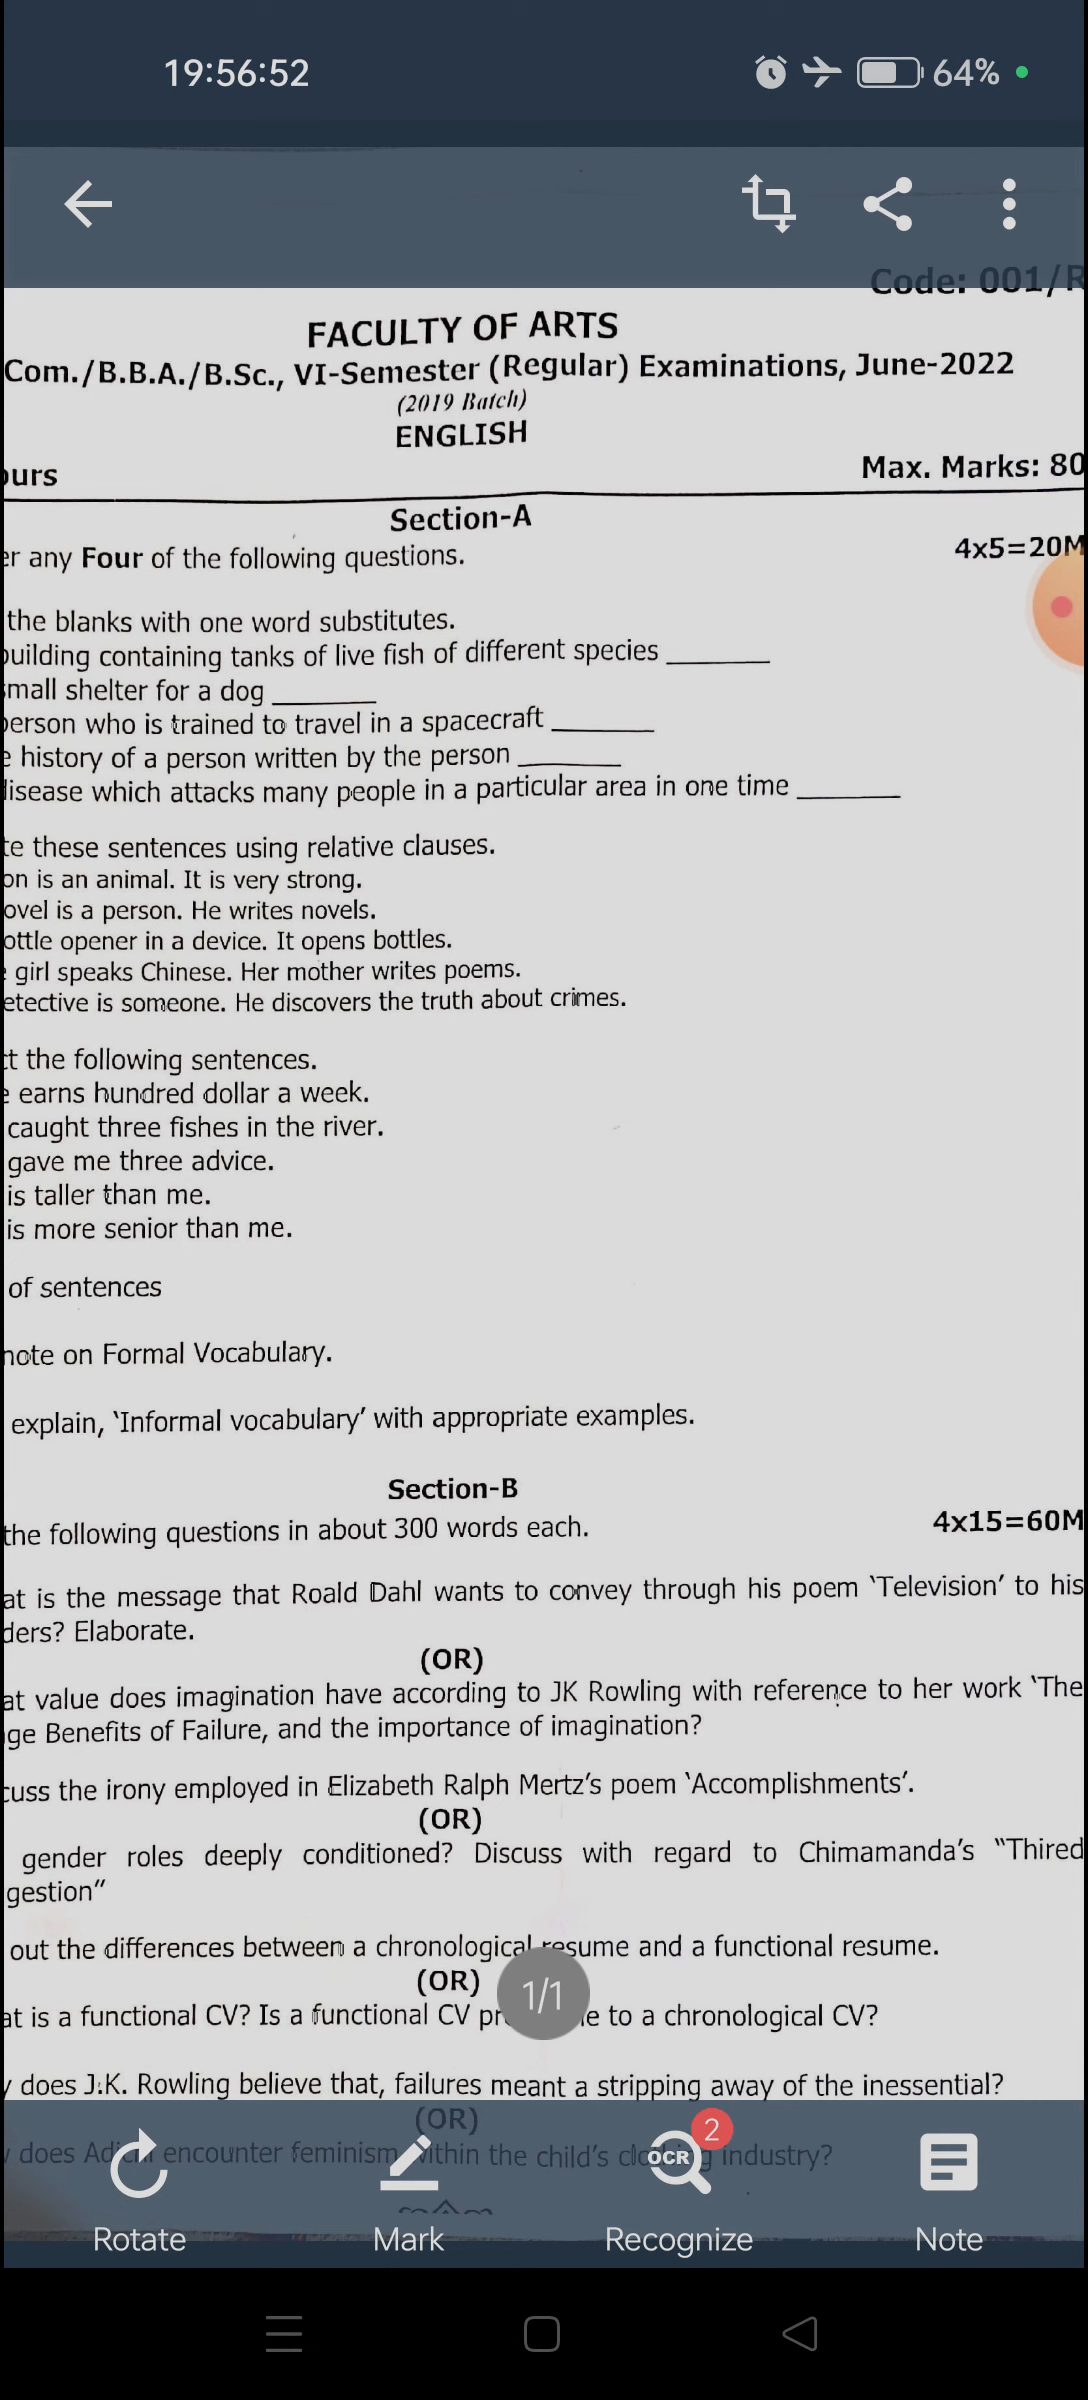 19:56:52 64%
Code: 001/R
FACULTY OF ARTS
Com./B.B.A./B.Sc., VI-Semester (Regular) Examinations, June-2022
(2019 Batch)
ENGLISH
ours Max. Marks: 80
Section-A
er any Four of the following questions. 4x5=20M
the blanks with one word substitutes.
building containing tanks of live fish of different species ________
small shelter for a dog ________
person who is trained to travel in a spacecraft ________
e history of a person written by the person ________
disease which attacks many people in a particular area in one time ________
te these sentences using relative clauses.
on is an animal. It is very strong.
ovel is a person. He writes novels.
ottle opener in a device. It opens bottles.
e girl speaks Chinese. Her mother writes poems.
etective is someone. He discovers the truth about crimes.
ct the following sentences.
e earns hundred dollar a week.
caught three fishes in the river.
gave me three advice.
is taller than me.
is more senior than me.
of sentences
note on Formal Vocabulary.
explain, 'Informal vocabulary' with appropriate examples.
Section-B
the following questions in about 300 words each. 4x15=60M
at is the message that Roald Dahl wants to convey through his poem 'Television' to his
ders? Elaborate.
(OR)
at value does imagination have according to JK Rowling with reference to her work 'The
ge Benefits of Failure, and the importance of imagination?
cuss the irony employed in Elizabeth Ralph Mertz's poem 'Accomplishments'.
(OR)
gender roles deeply conditioned? Discuss with regard to Chimamanda's "Thired
gestion"
out the differences between a chronological resume and a functional resume.
(OR)
1/1
at is a functional CV? Is a functional CV pr le to a chronological CV?
y does J.K. Rowling believe that, failures meant a stripping away of the inessential?
(OR)
2
y does Adichi encounter feminism within the child's clothing industry?
OCR
Rotate Mark Recognize Note